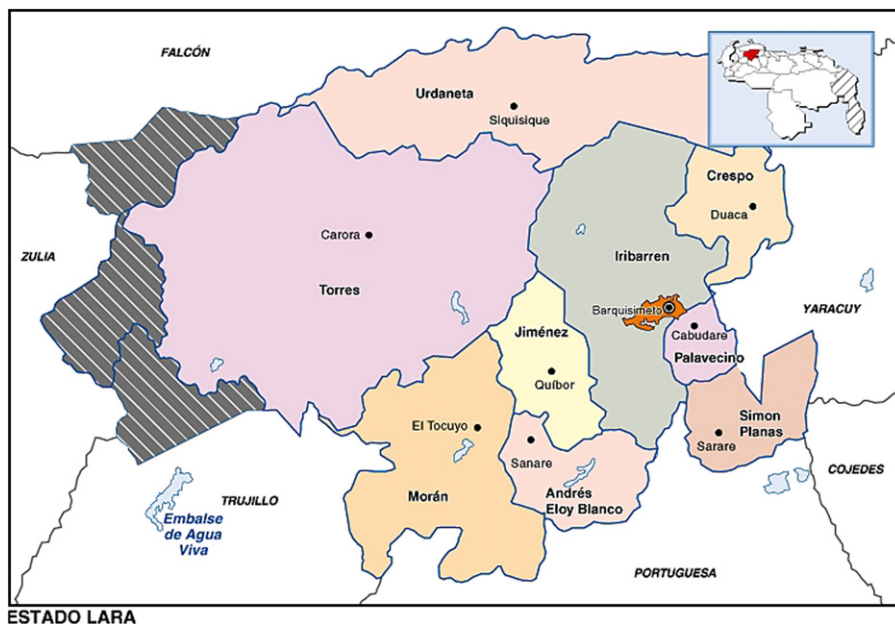 FALCÓN
Urdaneta
Siquisique
Crespo
Duaca
Carora
ZULIA
Iribarren
Torres
Barquisimeto
YARACUY
Jiménez
Cabudare
Palavecino
Quíbor
Simon
Planas
El Tocuyo
Sarare
Sanare
COJEDES
Morán
Andrés
Eloy Blanco
TRUJILLO
Embalse
de Agua
Viva
PORTUGUESA
ESTADO LARA